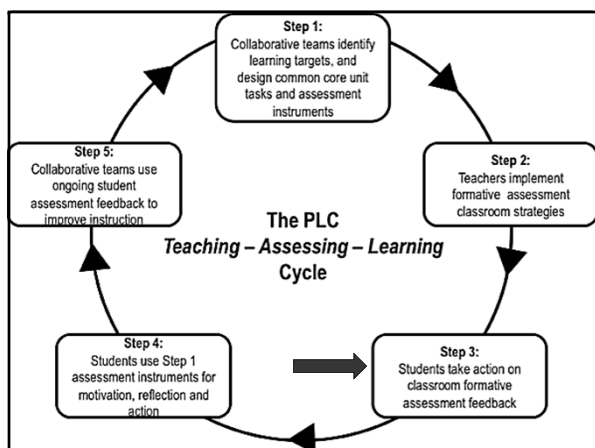 Step 1:
Collaborative teams identify
learning targets, and
design common core unit
tasks and assessment
instruments
Step 2:
Teachers implement
formative assessment
classroom strategies
Step 3:
Students take action on
classroom formative
assessment feedback
Step 4:
Students use Step 1
assessment instruments for
motivation, reflection and
action
Step 5:
Collaborative teams use
ongoing student
assessment feedback to
improve instruction
The PLC
Teaching – Assessing – Learning
Cycle